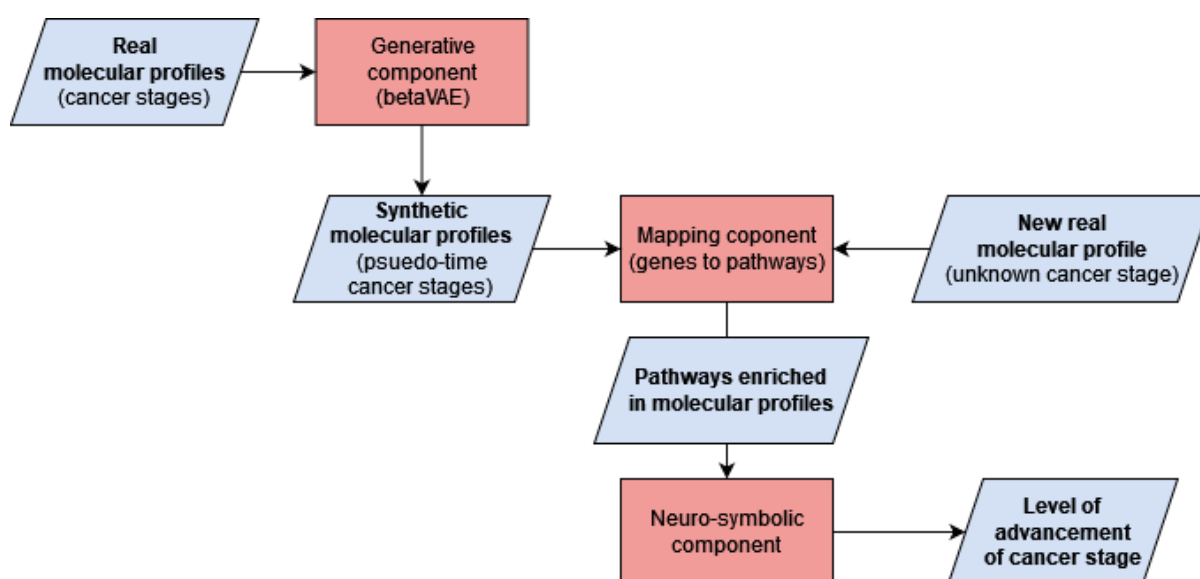 Real
molecular profiles
(cancer stages)
Generative
component
(betaVAE)
Synthetic
molecular profiles
(psuedo-time
cancer stages)
Mapping coponent
(genes to pathways)
New real
molecular profile
(unknown cancer stage)
Pathways enriched
in molecular profiles
Neuro-symbolic
component
Level of
advancement
of cancer stage